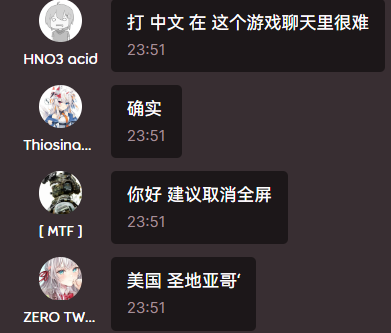 打 中文 在 这个游戏聊天里很难
23:51
HNO3 acid
确实
23:51
Thiosina...
你好 建议取消全屏
23:51
[ MTF ]
美国 圣地亚哥‘
23:51
ZERO TW...